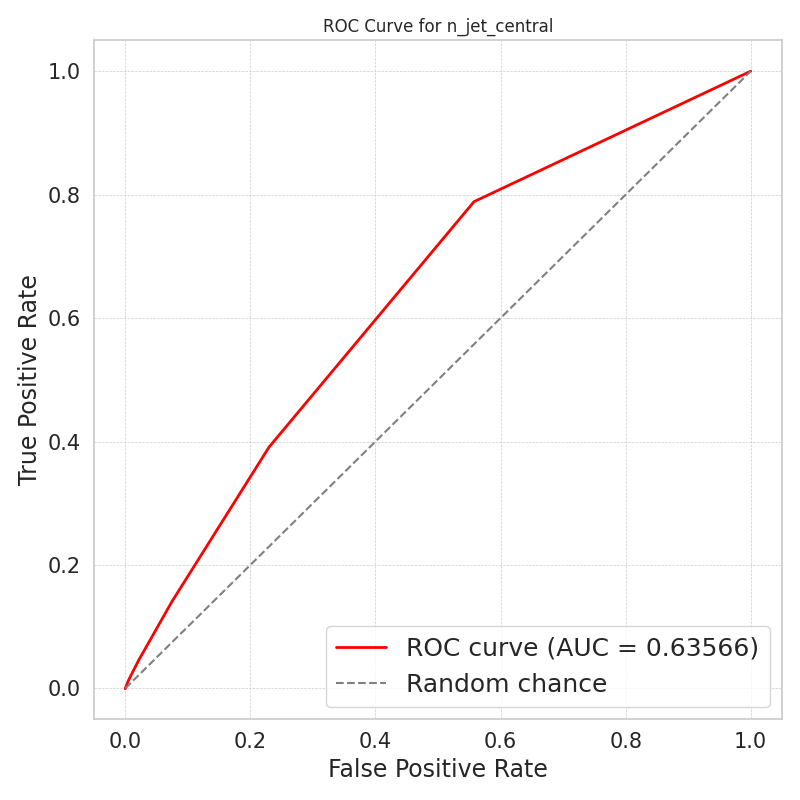 ROC Curve for n_jet_central
1.0
0.8
0.6
0.4
0.2
0.0
True Positive Rate
ROC curve (AUC = 0.63566)
Random chance
0.0 0.2 0.4 0.6 0.8 1.0
False Positive Rate